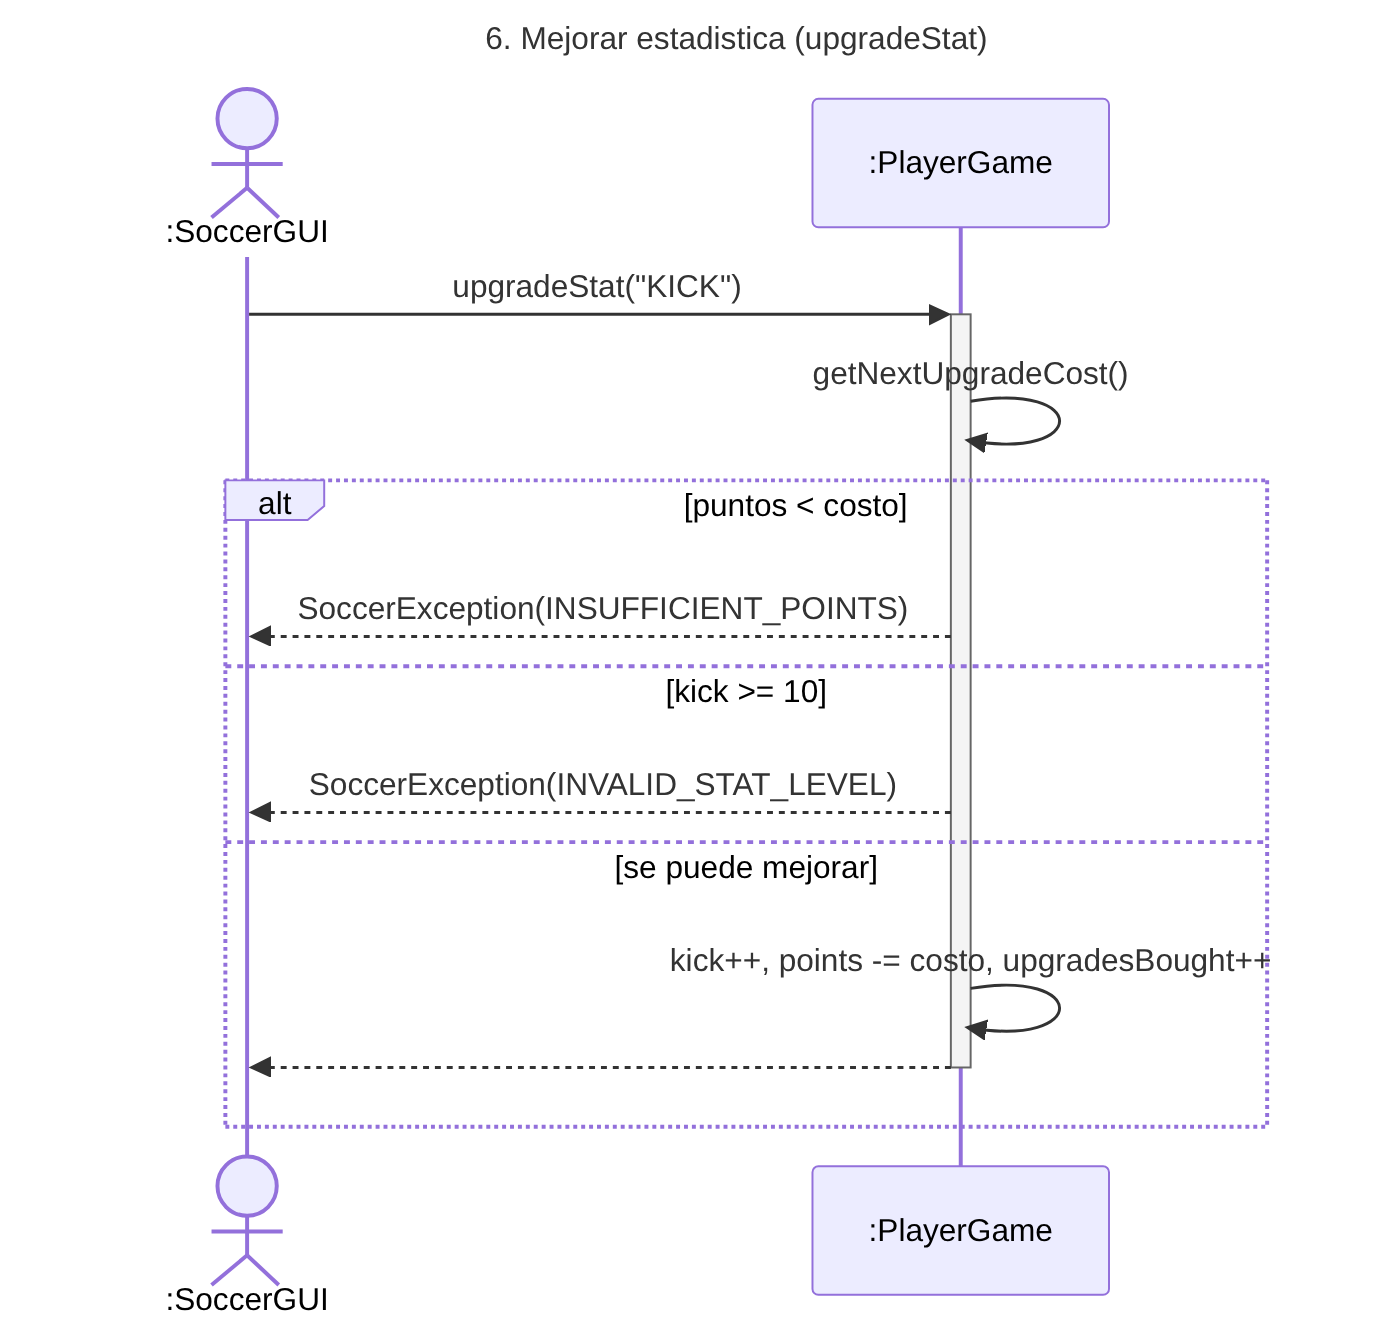 6. Mejorar estadistica (upgradeStat)
:SoccerGUI
:PlayerGame
upgradeStat("KICK")
getNextUpgradeCost()
alt
[puntos < costo]
SoccerException(INSUFFICIENT_POINTS)
[kick >= 10]
SoccerException(INVALID_STAT_LEVEL)
[se puede mejorar]
kick++, points -= costo, upgradesBought++
:SoccerGUI
:PlayerGame